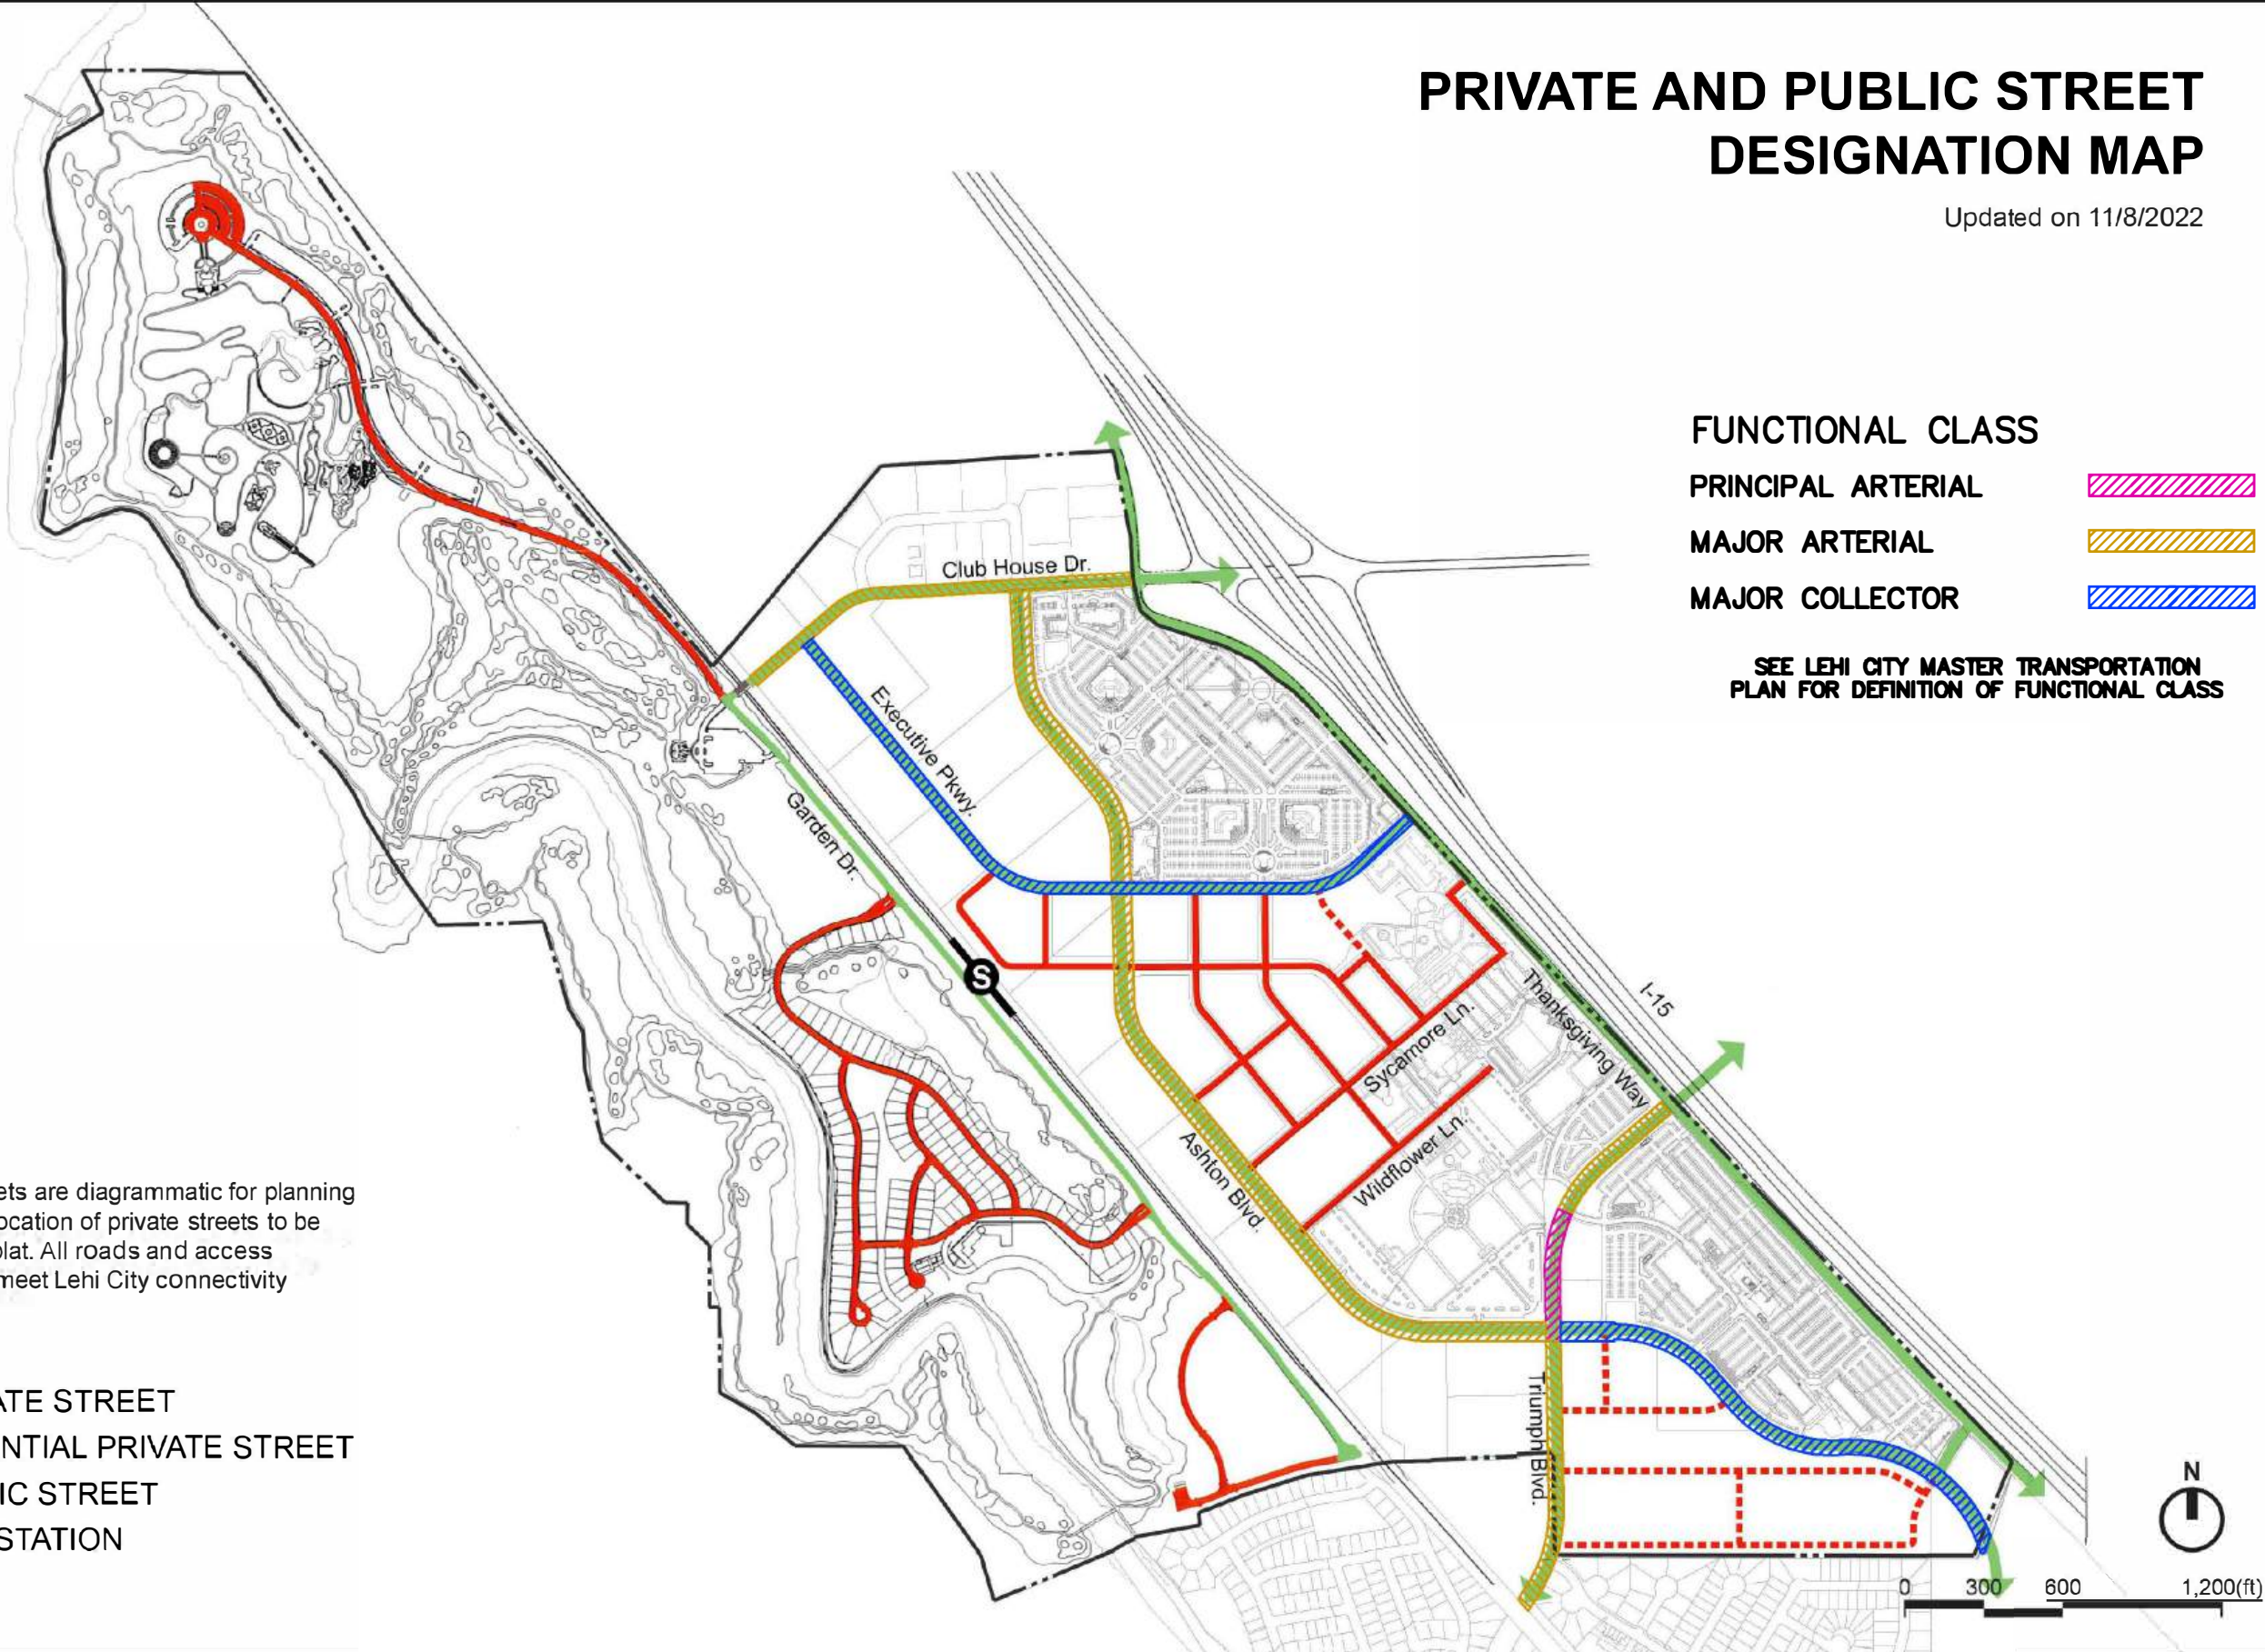 PRIVATE AND PUBLIC STREET
DESIGNATION MAP
Updated on 11/8/2022
FUNCTIONAL CLASS
PRINCIPAL ARTERIAL
MAJOR ARTERIAL
MAJOR COLLECTOR
SEE LEHI CITY MASTER TRANSPORTATION
PLAN FOR DEFINITION OF FUNCTIONAL CLASS
Club House Dr.
Executive Pkwy.
Garden Dr.
S
I-15
Thanksgiving Way
Sycamore Ln.
Wildflower Ln.
Ashton Blvd.
Triumph Blvd.
ets are diagrammatic for planning
ocation of private streets to be
plat. All roads and access
meet Lehi City connectivity
ATE STREET
NTIAL PRIVATE STREET
IC STREET
STATION
N
0 300 600 1,200(ft)